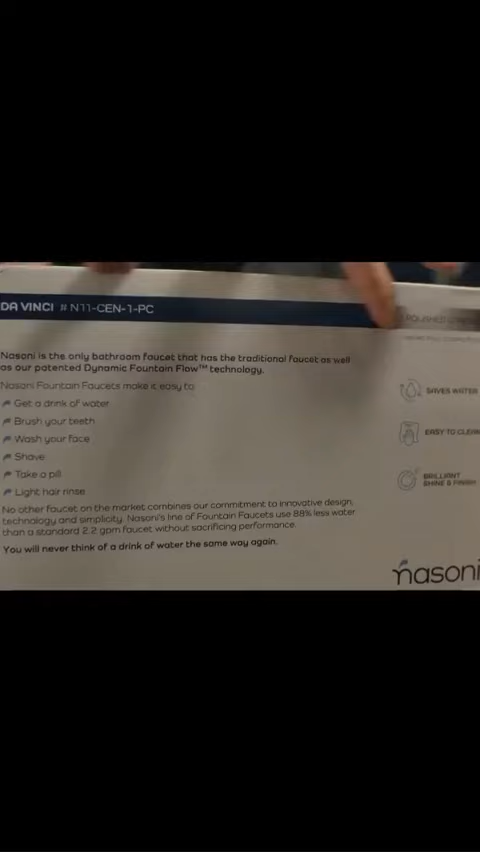 DA VINCI # N11-CEN-1-PC
POLISHED
Nasoni is the only bathroom faucet that has the traditional faucet as well
as our patented Dynamic Fountain Flow™ technology.
Nasoni Fountain Faucets make it easy to
Get a drink of water
Brush your teeth
Wash your face
Shave
Take a pill
Light hair rinse
No other faucet on the market combines our commitment to innovative design,
technology and simplicity. Nasoni's line of Fountain Faucets use 88% less water
than a standard 2.2 gpm faucet without sacrificing performance.
You will never think of a drink of water the same way again.
SAVES WATER
EASY TO CLEAN
BRILLIANT
SHINE & FINISH
nasoni